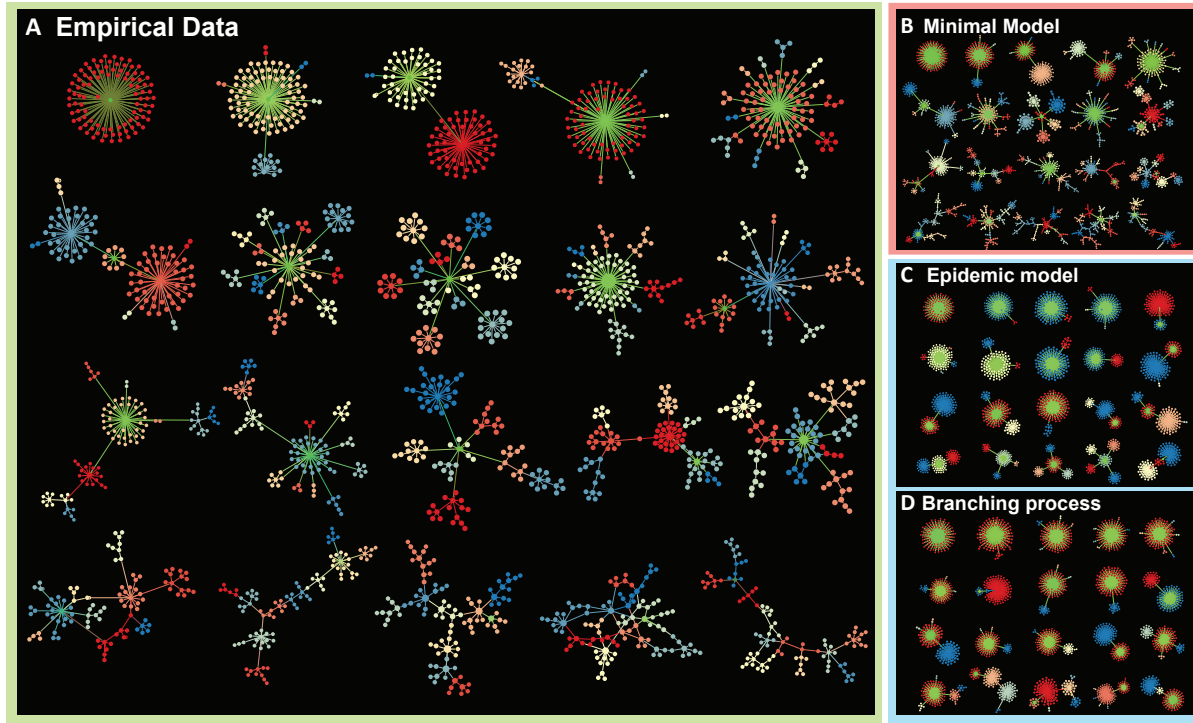 A Empirical Data
B Minimal Model
C Epidemic model
D Branching process